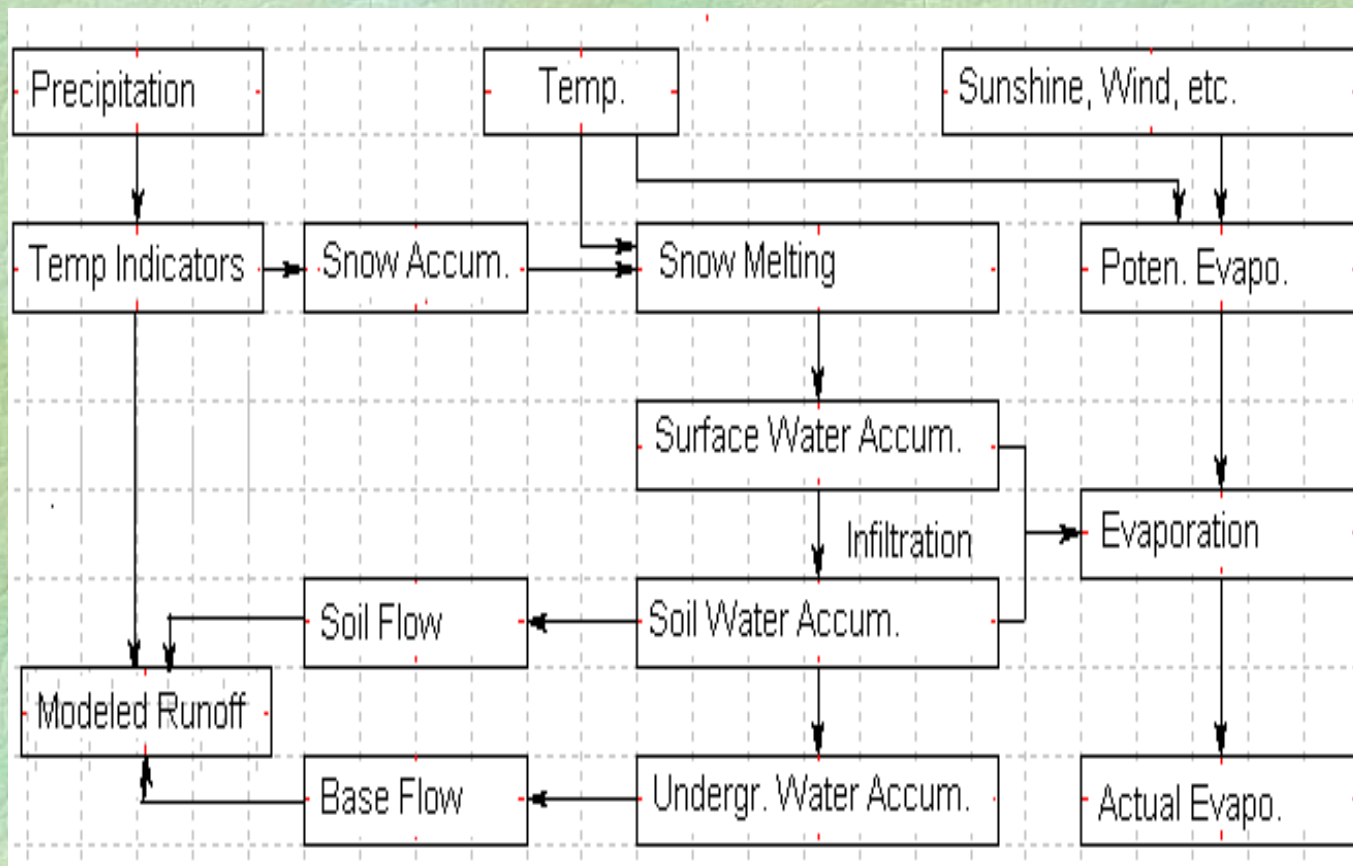 Precipitation
Temp.
Sunshine, Wind, etc.
Temp Indicators
Snow Accum.
Snow Melting
Poten. Evapo.
Surface Water Accum.
Infiltration
Evaporation
Soil Flow
Soil Water Accum.
Modeled Runoff
Base Flow
Undergr. Water Accum.
Actual Evapo.